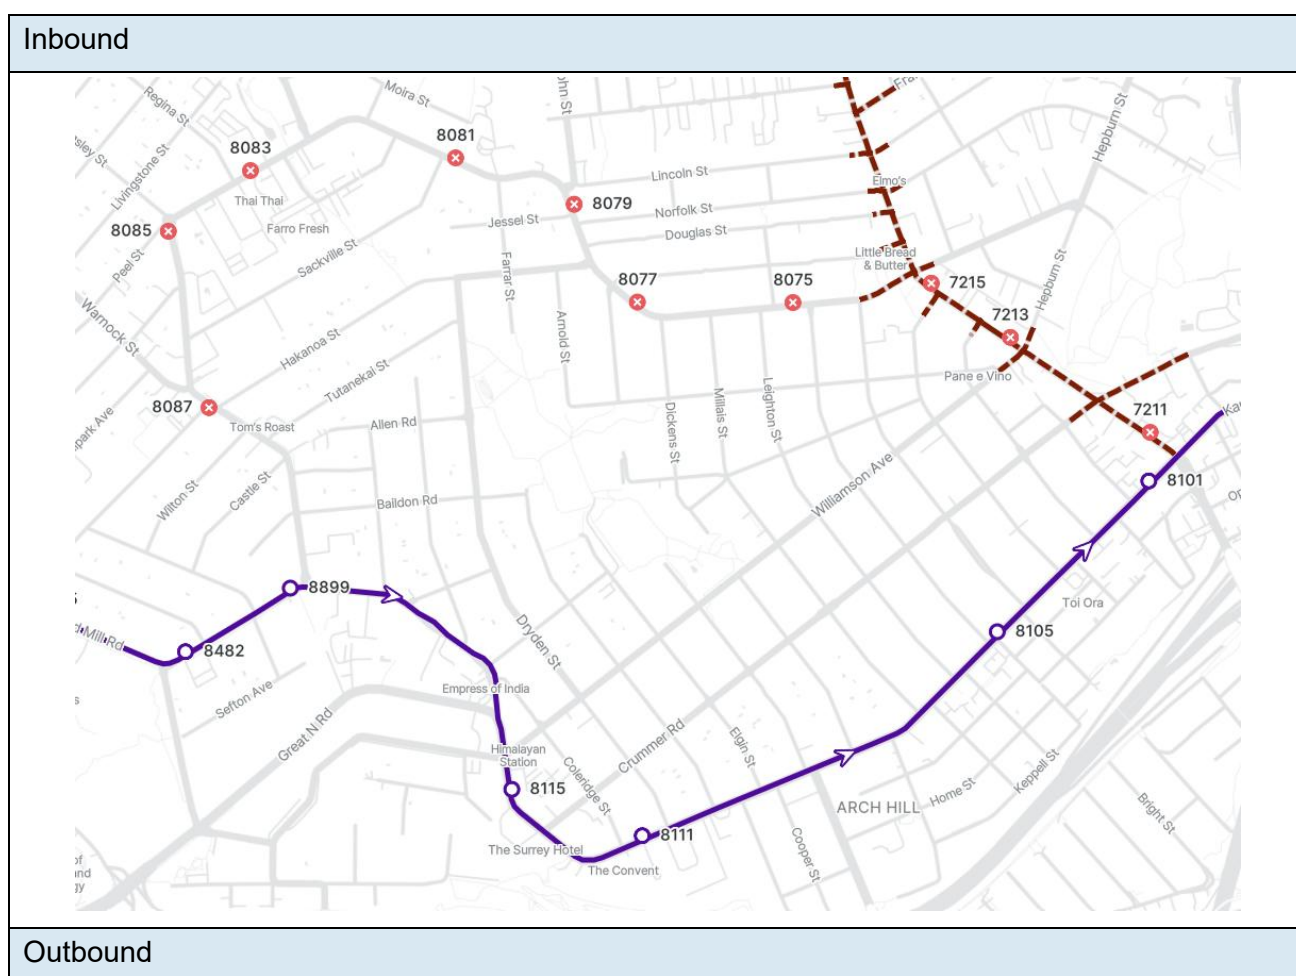 Inbound
Regina St
Moira St
8081
8083
Livingstone St
Thai Thai
Farro Fresh
8085
Peel St
Sackville St
Jessel St
8079
Lincoln St
Norfolk St
Douglas St
Elmo's
Little Bread
& Butter
Hepburn St
7215
Hepburn St
7213
8077
8075
Farrar St
Arnold St
Warnock St
Hakanoa St
Tutanekai St
8087
Tom's Roast
Allen Rd
Dickens St
Millais St
Leighton St
Pane e Vino
7211
8101
Williamson Ave
Wilton St
Castle St
Baildon Rd
8899
Mill Rd
8482
Dryden St
Toi Ora
8105
Sefton Ave
Empress of India
Great N Rd
Himalayan
Station
8115
Coleridge St
Crummer Rd
Elgin St
ARCH HILL
Home St
Keppell St
Bright St
8111
The Surrey Hotel
The Convent
Cooper St
Outbound